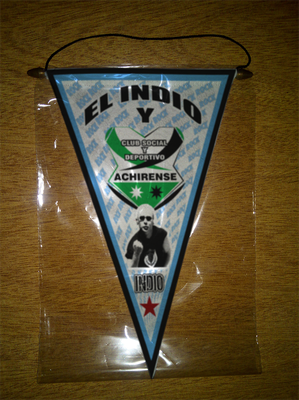 EL INDIO
Y
CLUB SOCIAL
Y
DEPORTIVO
ACHIRENSE
INDIO